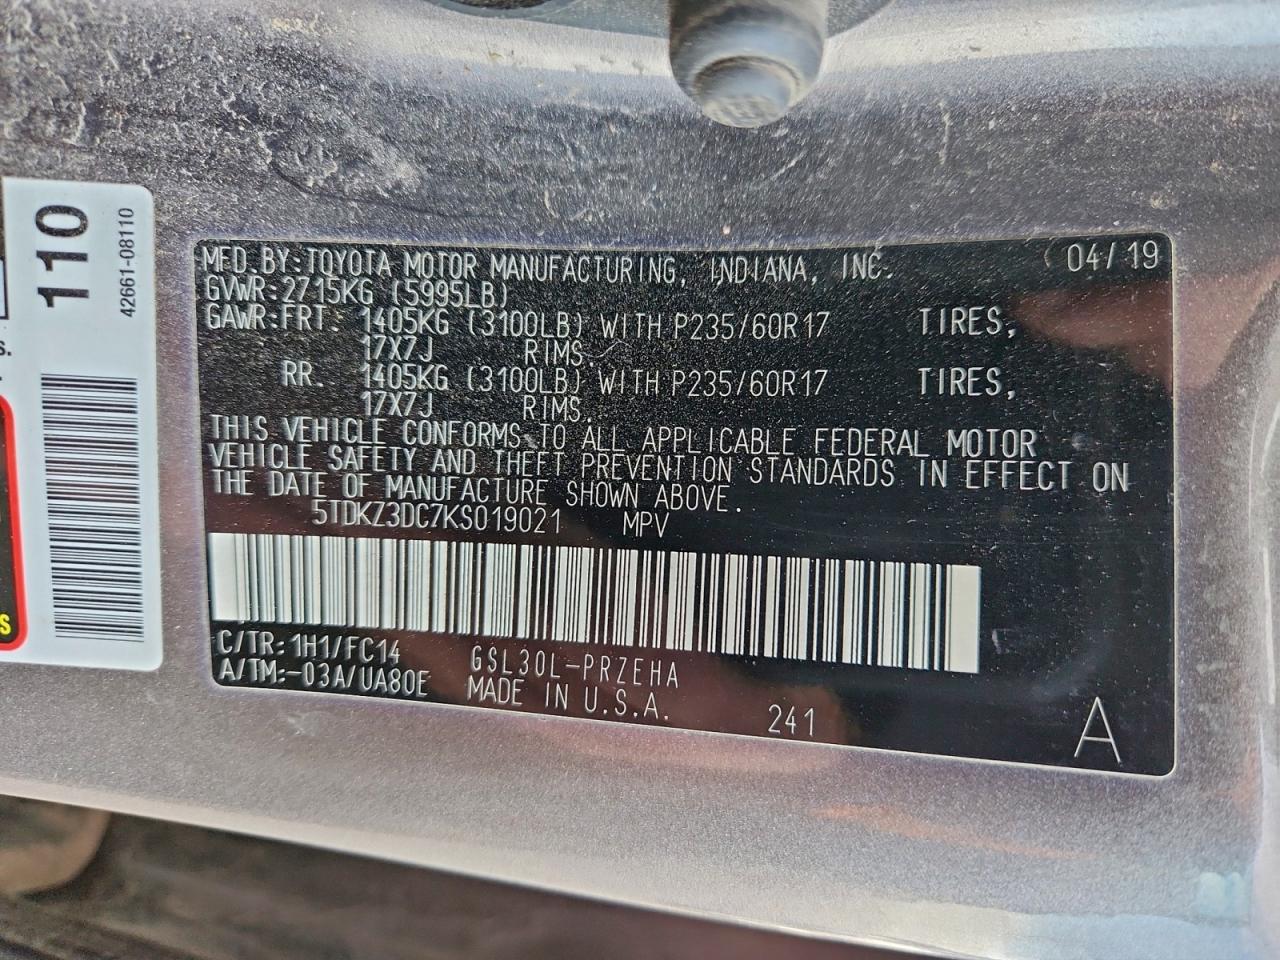 110
42661-08110
S.
S
MFD.BY:TOYOTA MOTOR MANUFACTURING, INDIANA, INC. 04/19
GVWR:2715KG (5995LB)
GAWR:FRT. 1405KG (3100LB) WITH P235/60R17 TIRES,
17X7J RIMS.
RR. 1405KG (3100LB) WITH P235/60R17 TIRES,
17X7J RIMS.
THIS VEHICLE CONFORMS TO ALL APPLICABLE FEDERAL MOTOR
VEHICLE SAFETY AND THEFT PREVENTION STANDARDS IN EFFECT ON
THE DATE OF MANUFACTURE SHOWN ABOVE.
5TDKZ3DC7KS019021 MPV
C/TR:1H1/FC14 GSL30L-PRZEHA
A/TM:-03A/UA80E MADE IN U.S.A. 241
A